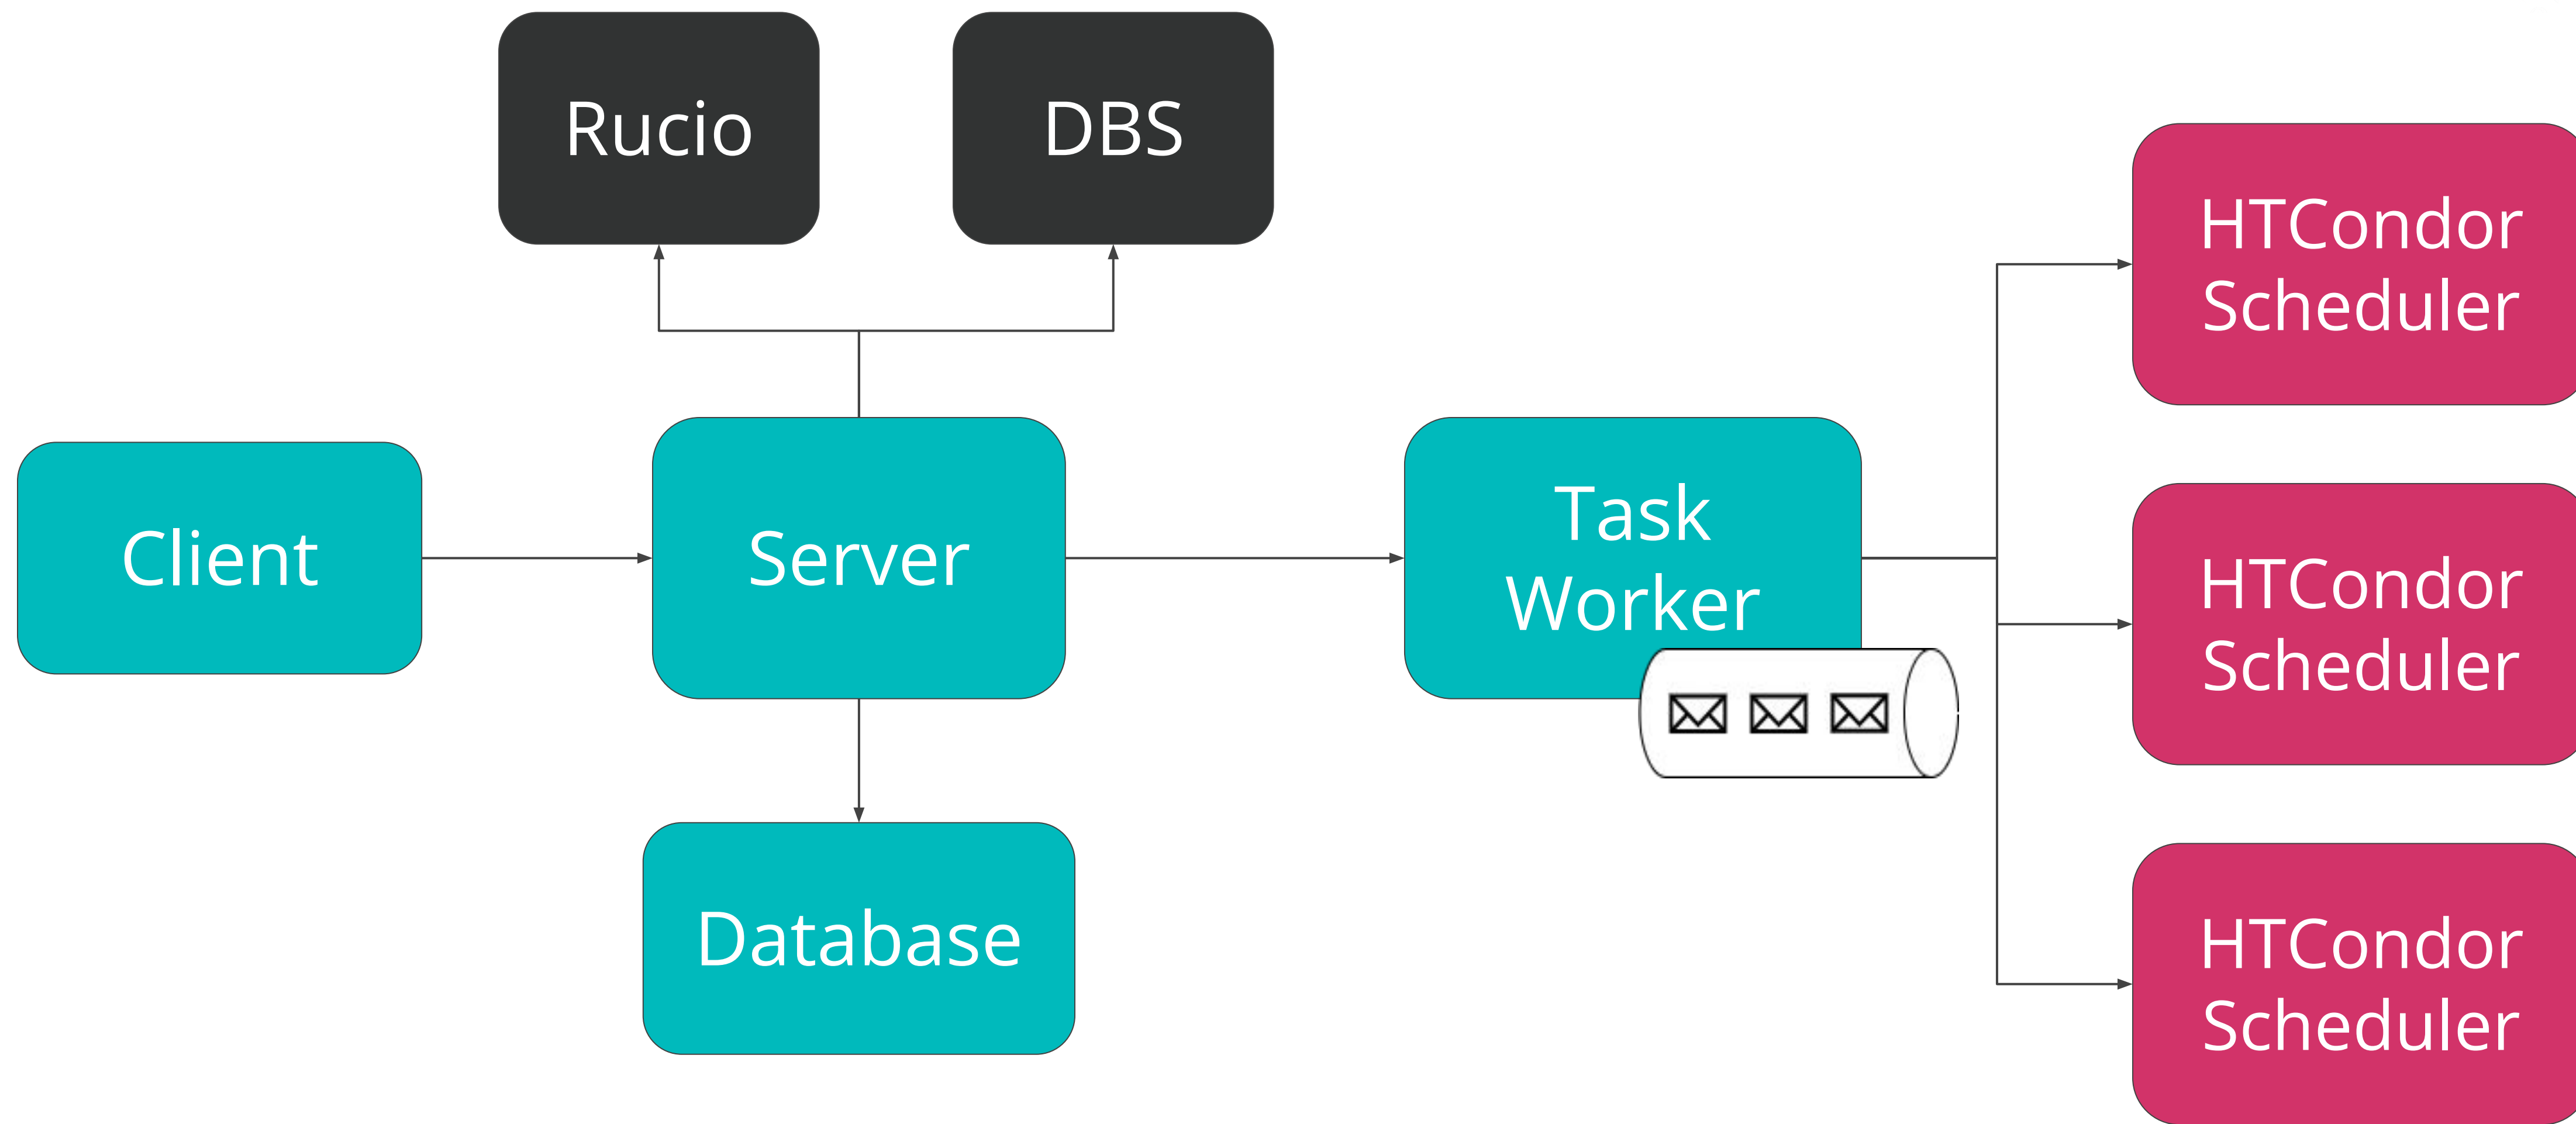 Rucio
DBS
Client
Server
Task
Worker
Database
HTCondor
Scheduler
HTCondor
Scheduler
HTCondor
Scheduler